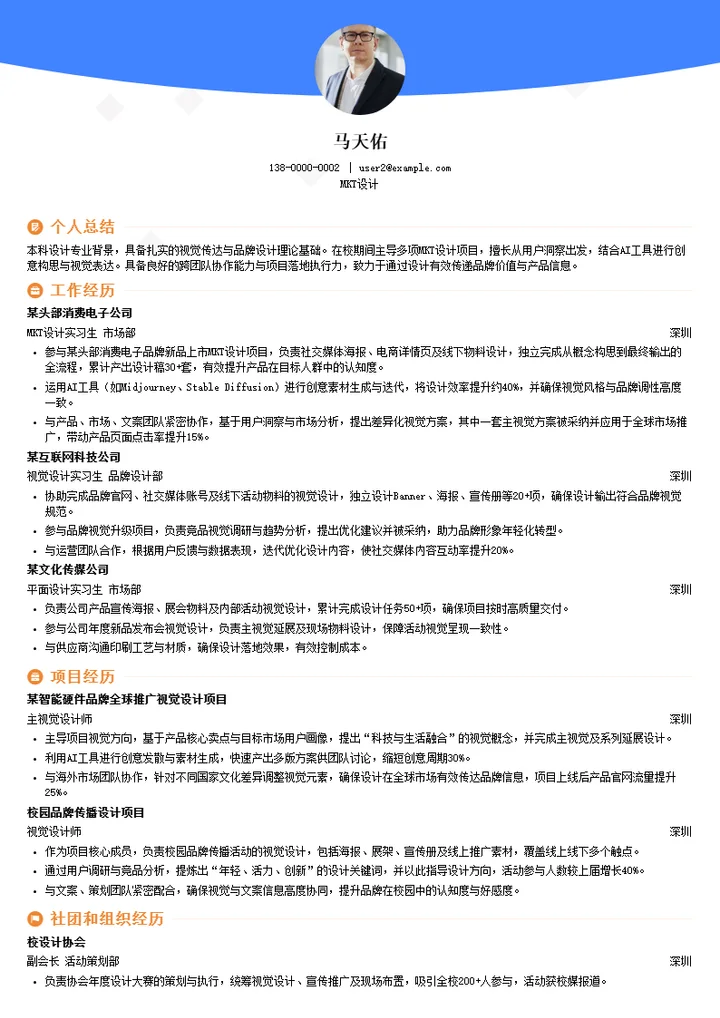 马天佑
138-0000-0002 | user2@example.com
MKT设计
个人总结
本科设计专业背景，具备扎实的视觉传达与品牌设计理论基础。在校期间主导多项MKT设计项目，擅长从用户洞察出发，结合AI工具进行创
意构思与视觉表达。具备良好的跨团队协作能力与项目落地执行力，致力于通过设计有效传递品牌价值与产品信息。
工作经历
某头部消费电子公司
MKT设计实习生 市场部 深圳
• 参与某头部消费电子品牌新品上市MKT设计项目，负责社交媒体海报、电商详情页及线下物料设计，独立完成从概念构思到最终输出的
全流程，累计产出设计稿30+套，有效提升产品在目标人群中的认知度。
• 运用AI工具（如Midjourney、Stable Diffusion）进行创意素材生成与迭代，将设计效率提升约40%，并确保视觉风格与品牌调性高度
一致。
• 与产品、市场、文案团队紧密协作，基于用户洞察与市场分析，提出差异化视觉方案，其中一套主视觉方案被采纳并应用于全球市场推
广，带动产品页面点击率提升15%。
某互联网科技公司
视觉设计实习生 品牌设计部 深圳
• 协助完成品牌官网、社交媒体账号及线下活动物料的视觉设计，独立设计Banner、海报、宣传册等20+项，确保设计输出符合品牌视觉
规范。
• 参与品牌视觉升级项目，负责竞品视觉调研与趋势分析，提出优化建议并被采纳，助力品牌形象年轻化转型。
• 与运营团队合作，根据用户反馈与数据表现，迭代优化设计内容，使社交媒体内容互动率提升20%。
某文化传媒公司
平面设计实习生 市场部 深圳
• 负责公司产品宣传海报、展会物料及内部活动视觉设计，累计完成设计任务50+项，确保项目按时高质量交付。
• 参与公司年度新品发布会视觉设计，负责主视觉延展及现场物料设计，保障活动视觉呈现一致性。
• 与供应商沟通印刷工艺与材质，确保设计落地效果，有效控制成本。
项目经历
某智能硬件品牌全球推广视觉设计项目
主视觉设计师 深圳
• 主导项目视觉方向，基于产品核心卖点与目标市场用户画像，提出“科技与生活融合”的视觉概念，并完成主视觉及系列延展设计。
• 利用AI工具进行创意发散与素材生成，快速产出多版方案供团队讨论，缩短创意周期30%。
• 与海外市场团队协作，针对不同国家文化差异调整视觉元素，确保设计在全球市场有效传达品牌信息，项目上线后产品官网流量提升
25%。
校园品牌传播设计项目
视觉设计师 深圳
• 作为项目核心成员，负责校园品牌传播活动的视觉设计，包括海报、展架、宣传册及线上推广素材，覆盖线上线下多个触点。
• 通过用户调研与竞品分析，提炼出“年轻、活力、创新”的设计关键词，并以此指导设计方向，活动参与人数较上届增长40%。
• 与文案、策划团队紧密配合，确保视觉与文案信息高度协同，提升品牌在校园中的认知度与好感度。
社团和组织经历
校设计协会
副会长 活动策划部 深圳
• 负责协会年度设计大赛的策划与执行，统筹视觉设计、宣传推广及现场布置，吸引全校200+人参与，活动获校媒报道。